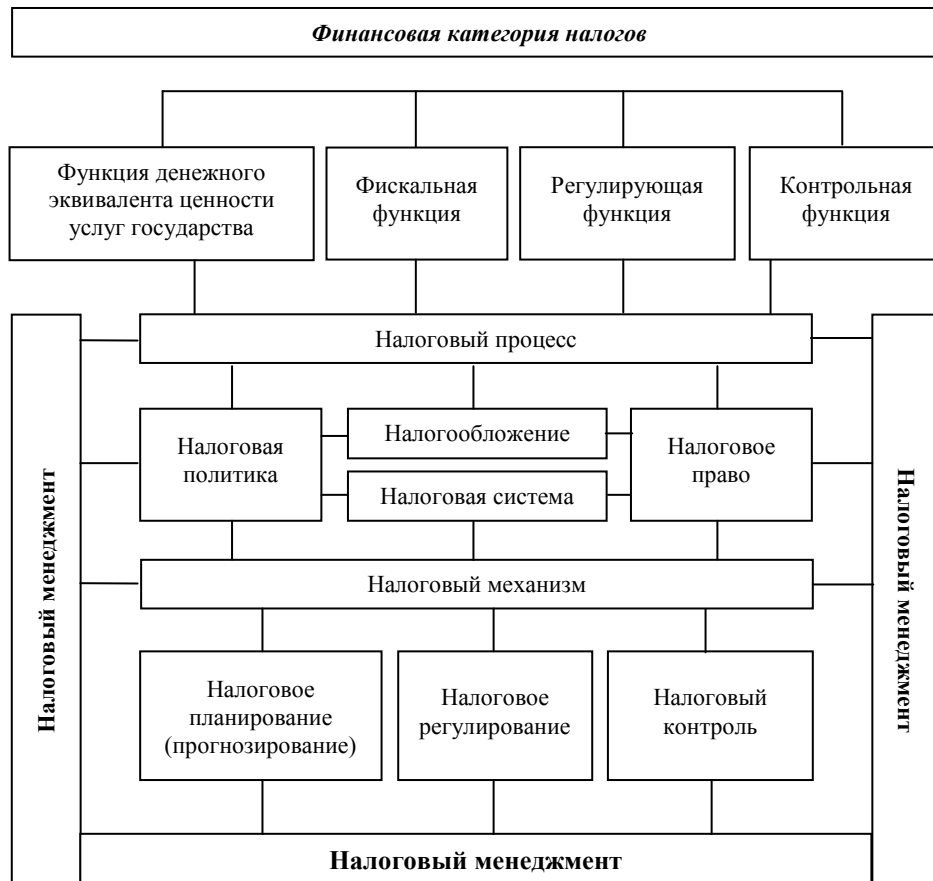 Финансовая категория налогов
Функция денежного
эквивалента ценности
услуг государства
Фискальная
функция
Регулирующая
функция
Контрольная
функция
Налоговый процесс
Налоговая
политика
Налогообложение
Налоговая система
Налоговое
право
Налоговый механизм
Налоговое
планирование
(прогнозирование)
Налоговое
регулирование
Налоговый
контроль
Налоговый менеджмент
Налоговый менеджмент
Налоговый менеджмент